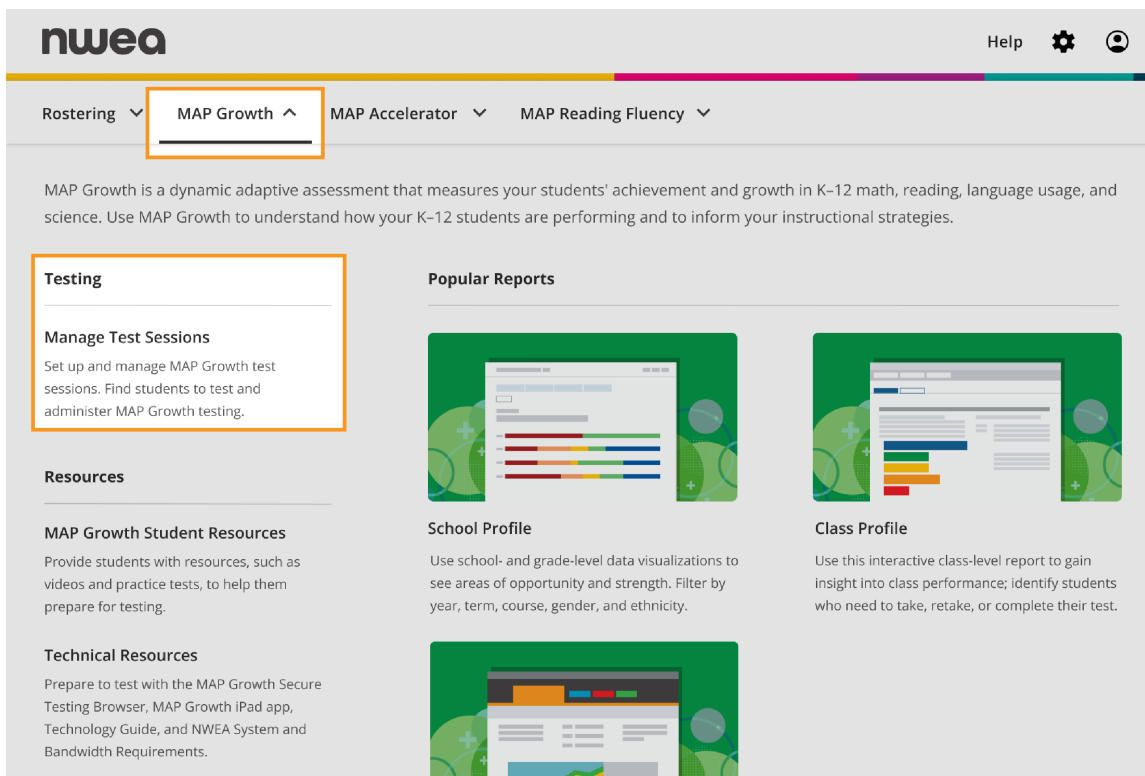 nwea
Help
Rostering
MAP Growth
MAP Accelerator
MAP Reading Fluency
MAP Growth is a dynamic adaptive assessment that measures your students' achievement and growth in K–12 math, reading, language usage, and
science. Use MAP Growth to understand how your K–12 students are performing and to inform your instructional strategies.
Testing
Manage Test Sessions
Set up and manage MAP Growth test
sessions. Find students to test and
administer MAP Growth testing.
Resources
MAP Growth Student Resources
Provide students with resources, such as
videos and practice tests, to help them
prepare for testing.
Technical Resources
Prepare to test with the MAP Growth Secure
Testing Browser, MAP Growth iPad app,
Technology Guide, and NWEA System and
Bandwidth Requirements.
Popular Reports
School Profile
Use school- and grade-level data visualizations to
see areas of opportunity and strength. Filter by
year, term, course, gender, and ethnicity.
Class Profile
Use this interactive class-level report to gain
insight into class performance; identify students
who need to take, retake, or complete their test.